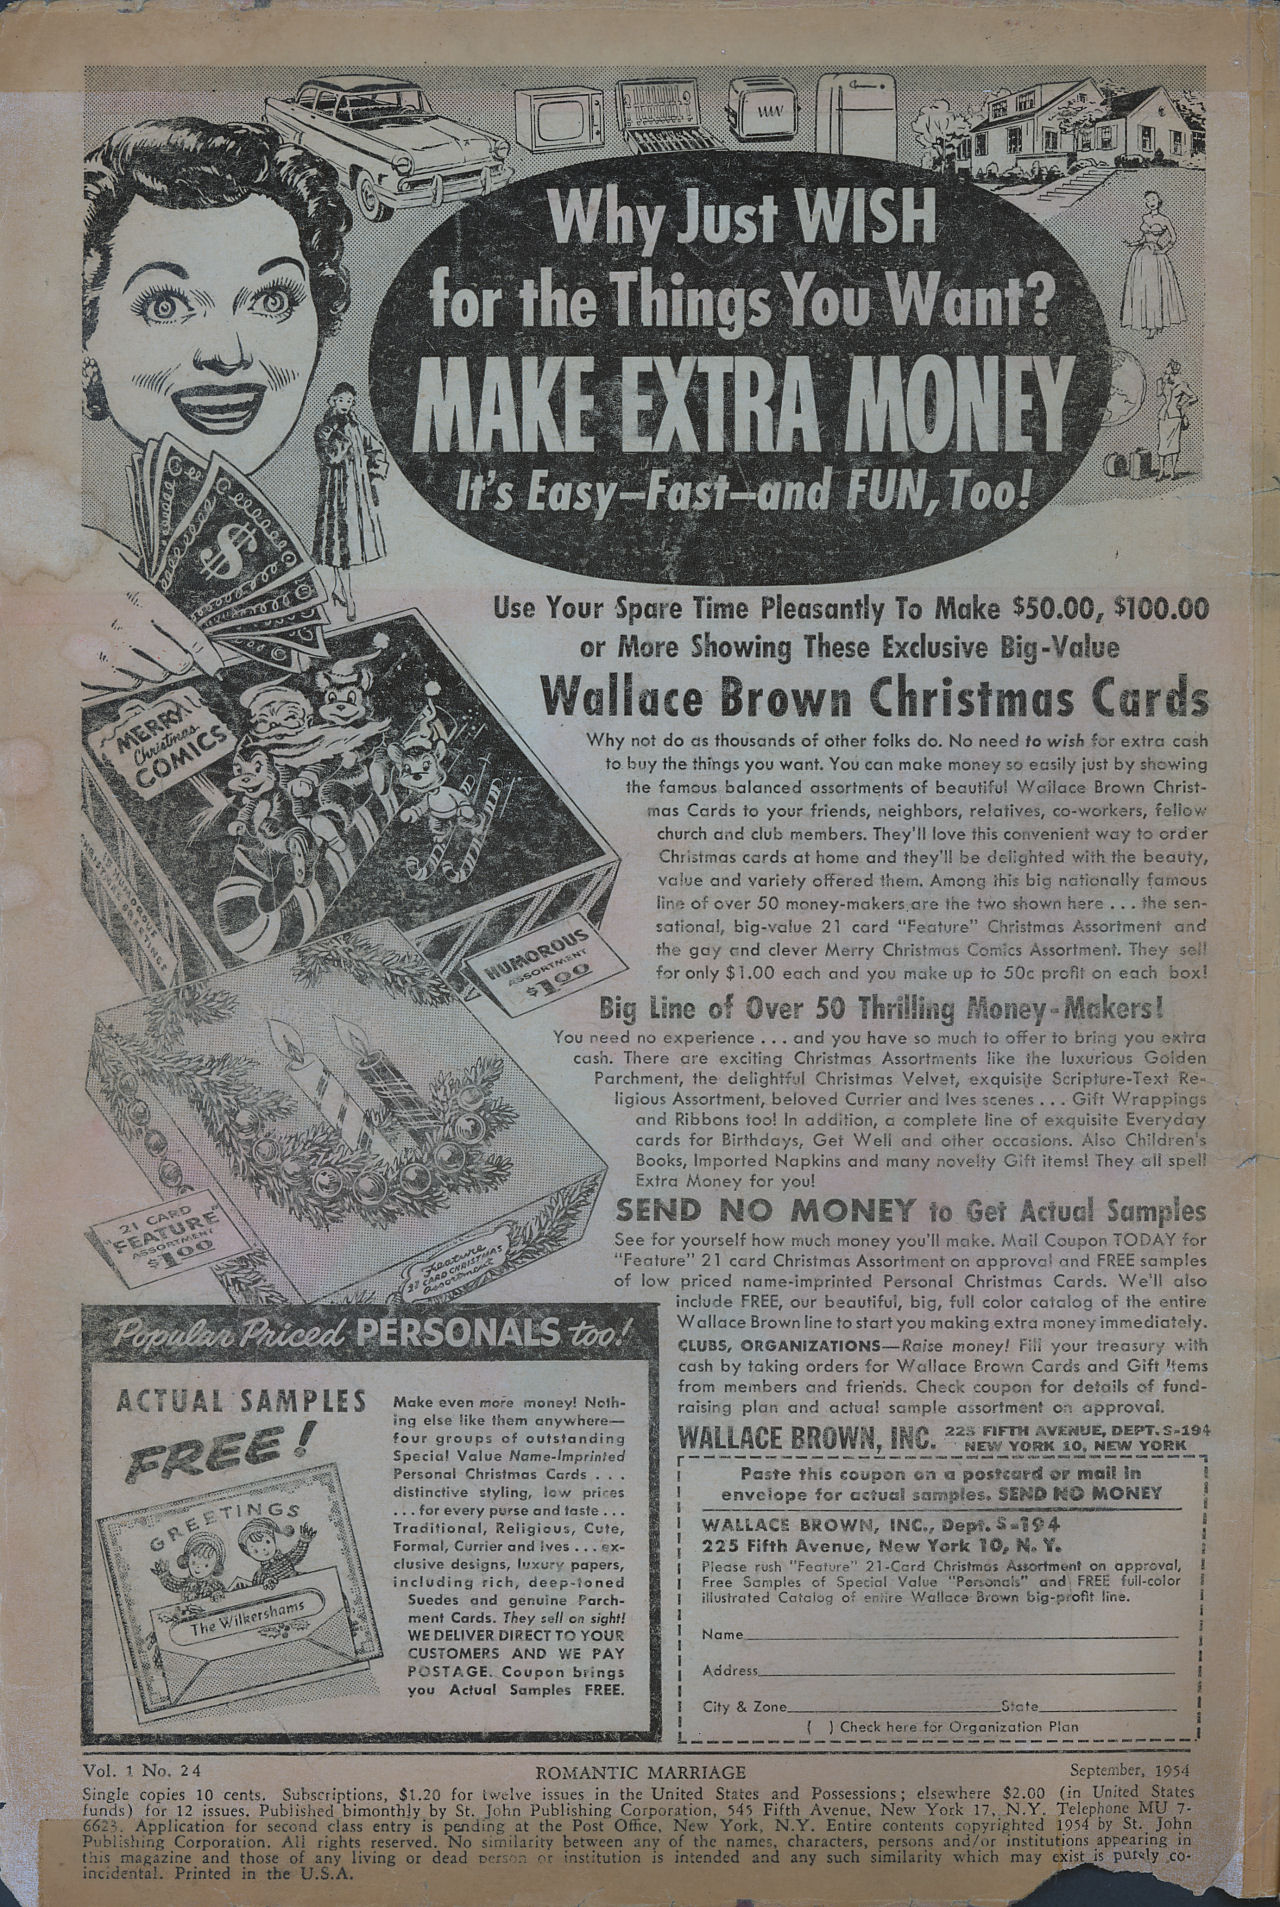 Why Just WISH
for the Things You Want?
MAKE EXTRA MONEY
It's Easy—Fast—and FUN, Too!
Use Your Spare Time Pleasantly To Make $50.00, $100.00
or More Showing These Exclusive Big-Value
Wallace Brown Christmas Cards
Why not do as thousands of other folks do. No need to wish for extra cash
to buy the things you want. You can make money so easily just by showing
the famous balanced assortments of beautiful Wallace Brown Christ-
mas Cards to your friends, neighbors, relatives, co-workers, fellow
church and club members. They'll love this convenient way to order
Christmas cards at home and they'll be delighted with the beauty,
value and variety offered them. Among this big nationally famous
line of over 50 money-makers are the two shown here . . . the sen-
sational, big-value 21 card "Feature" Christmas Assortment and
the gay and clever Merry Christmas Comics Assortment. They sell
for only $1.00 each and you make up to 50c profit on each box!
MERRY
Christmas
COMICS
CHRISTMAS GREETINGS
HUMOROUS
ASSORTMENT
$1.00
Big Line of Over 50 Thrilling Money-Makers!
You need no experience . . . and you have so much to offer to bring you extra
cash. There are exciting Christmas Assortments like the luxurious Golden
Parchment, the delightful Christmas Velvet, exquisite Scripture-Text Re-
ligious Assortment, beloved Currier and Ives scenes . . . Gift Wrappings
and Ribbons too! In addition, a complete line of exquisite Everyday
cards for Birthdays, Get Well and other occasions. Also Children's
Books, Imported Napkins and many novelty Gift items! They all spell
Extra Money for you!
21 CARD
"FEATURE"
ASSORTMENT
$1.00
Feature
21 CARD CHRISTMAS
Assortment
SEND NO MONEY to Get Actual Samples
See for yourself how much money you'll make. Mail Coupon TODAY for
"Feature" 21 card Christmas Assortment on approval and FREE samples
of low priced name-imprinted Personal Christmas Cards. We'll also
include FREE, our beautiful, big, full color catalog of the entire
Wallace Brown line to start you making extra money immediately.
CLUBS, ORGANIZATIONS—Raise money! Fill your treasury with
cash by taking orders for Wallace Brown Cards and Gift Items
from members and friends. Check coupon for details of fund-
raising plan and actual sample assortment on approval.
WALLACE BROWN, INC. 225 FIFTH AVENUE, DEPT. S-194
NEW YORK 10, NEW YORK
Popular Priced PERSONALS too!
ACTUAL SAMPLES
FREE!
GREETINGS
The Wilkershams
Make even more money! Noth-
ing else like them anywhere—
four groups of outstanding
Special Value Name-Imprinted
Personal Christmas Cards . . .
distinctive styling, low prices
. . . for every purse and taste . . .
Traditional, Religious, Cute,
Formal, Currier and Ives . . . ex-
clusive designs, luxury papers,
including rich, deep-toned
Suedes and genuine Parch-
ment Cards. They sell on sight!
WE DELIVER DIRECT TO YOUR
CUSTOMERS AND WE PAY
POSTAGE. Coupon brings
you Actual Samples FREE.
Paste this coupon on a postcard or mail in
envelope for actual samples. SEND NO MONEY
WALLACE BROWN, INC., Dept. S-194
225 Fifth Avenue, New York 10, N. Y.
Please rush "Feature" 21-Card Christmas Assortment on approval,
Free Samples of Special Value "Personals" and FREE full-color
illustrated Catalog of entire Wallace Brown big-profit line.
Name
Address
City & Zone State
( ) Check here for Organization Plan
Vol. 1 No. 24 ROMANTIC MARRIAGE September, 1954
Single copies 10 cents. Subscriptions, $1.20 for twelve issues in the United States and Possessions; elsewhere $2.00 (in United States
funds) for 12 issues. Published bimonthly by St. John Publishing Corporation, 545 Fifth Avenue, New York 17, N.Y. Telephone MU 7-
6623. Application for second class entry is pending at the Post Office, New York, N.Y. Entire contents copyrighted 1954 by St. John
Publishing Corporation. All rights reserved. No similarity between any of the names, characters, persons and/or institutions appearing in
this magazine and those of any living or dead person or institution is intended and any such similarity which may exist is purely co-
incidental. Printed in the U.S.A.